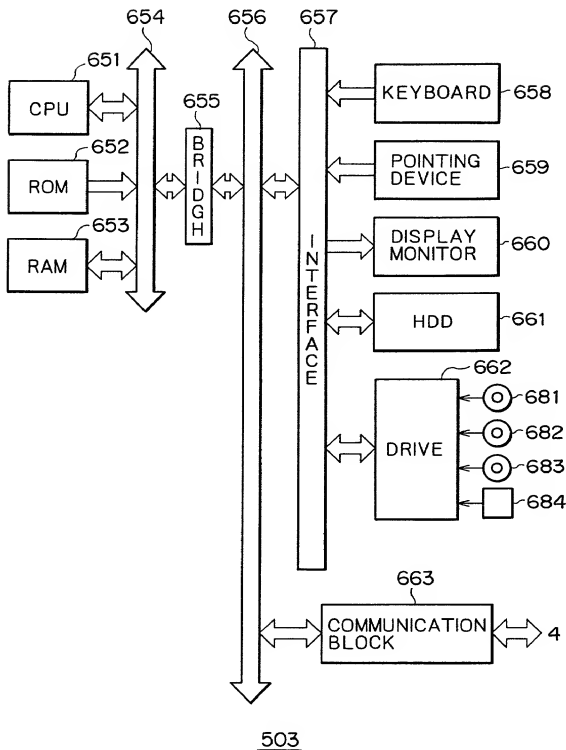 654
656
657
651
CPU
655
KEYBOARD
658
652
ROM
BRIDGH
POINTING
DEVICE
659
653
RAM
INTERFACE
DISPLAY
MONITOR
660
HDD
661
662
DRIVE
681
682
683
684
663
COMMUNICATION
BLOCK
4
503